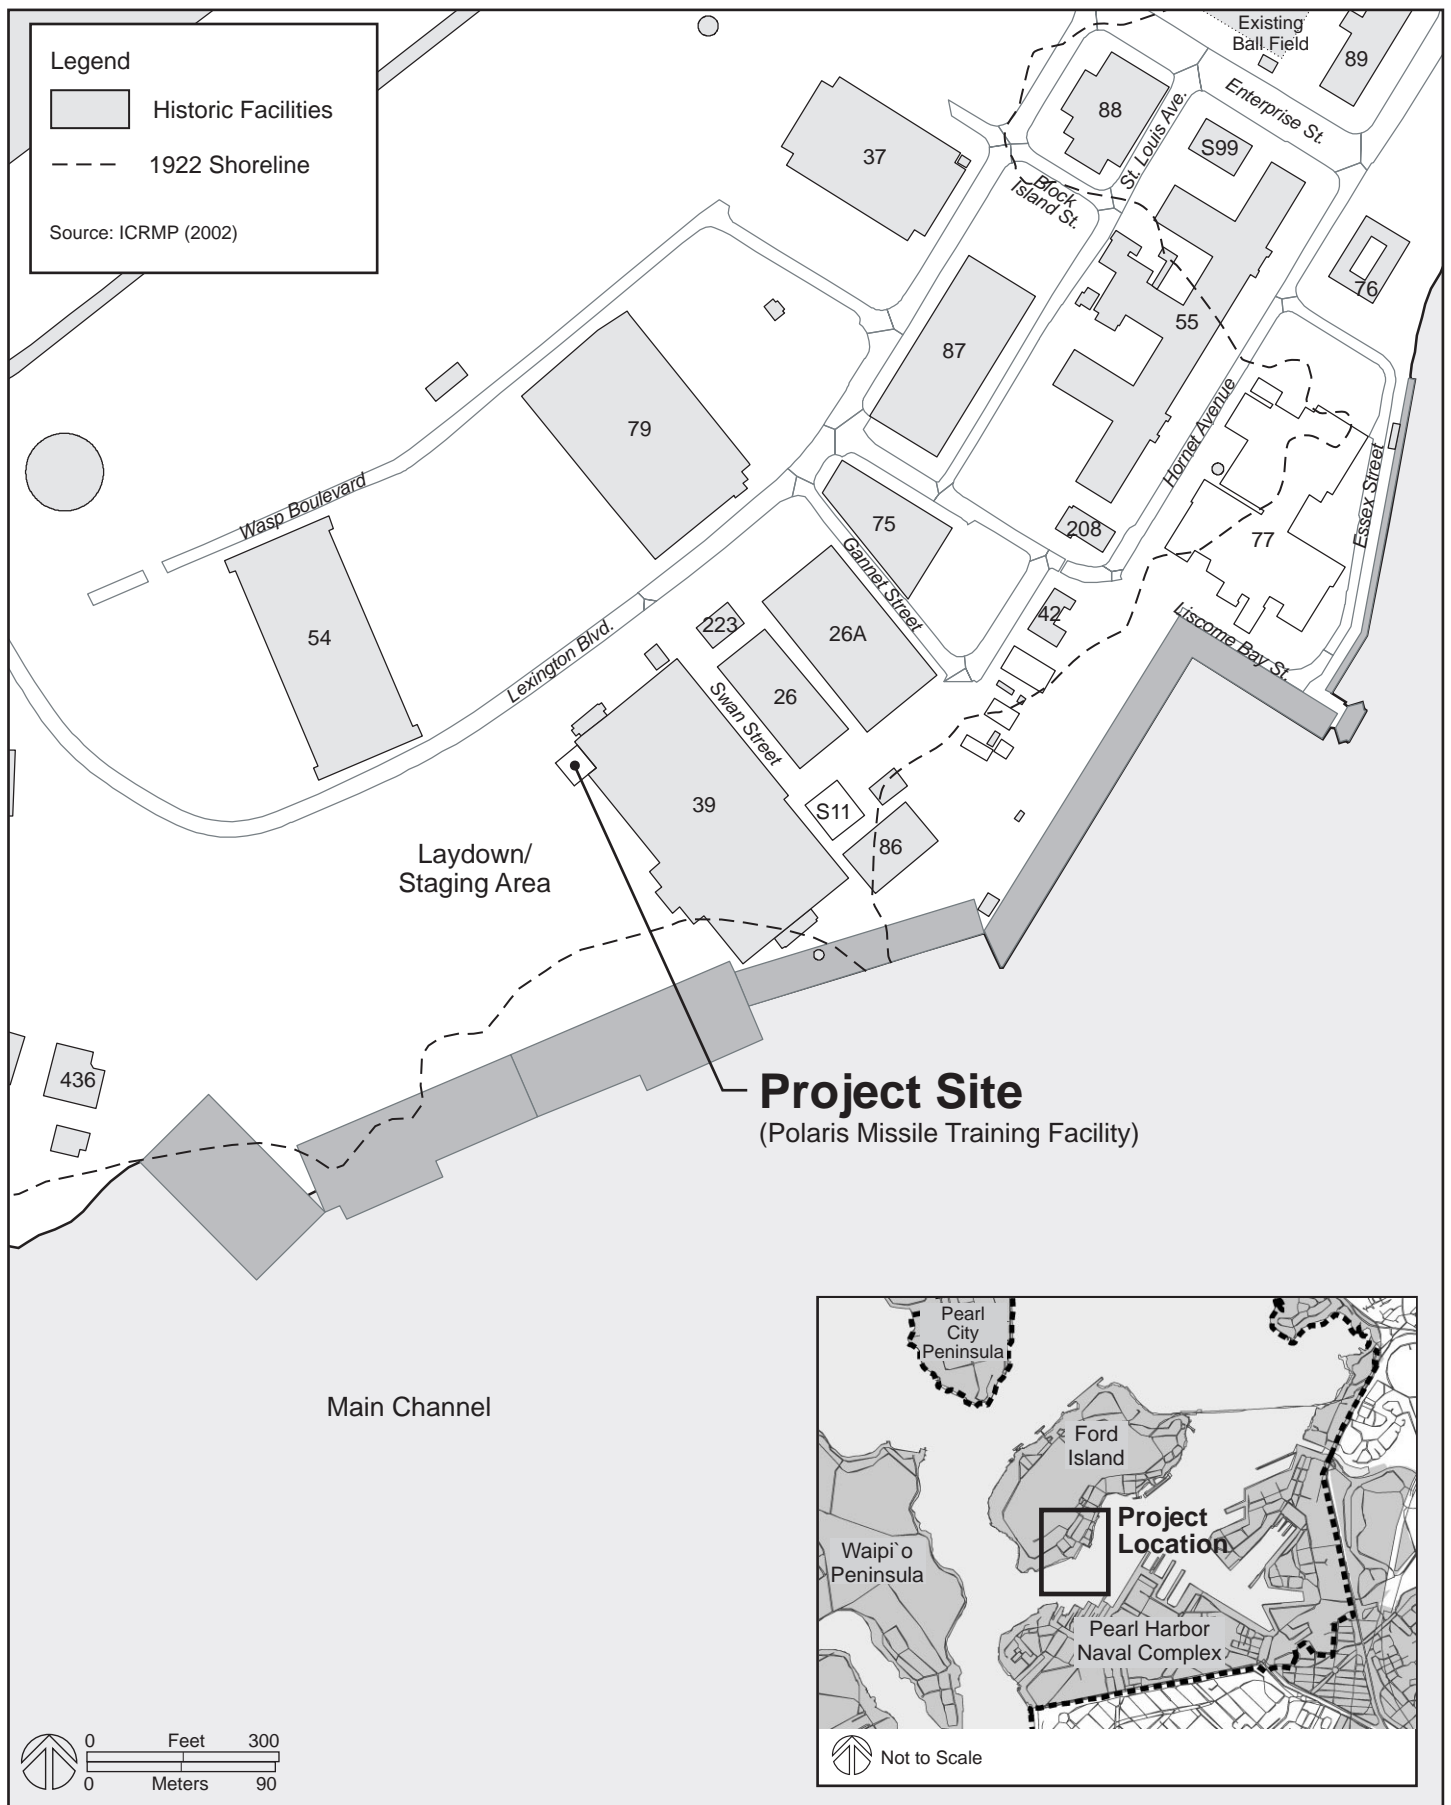 Legend
Historic Facilities
1922 Shoreline
Source: ICRMP (2002)
Existing
Ball Field
89
88
Enterprise St.
St. Louis Ave.
S99
37
Block
Island St.
76
55
87
Hornet Avenue
79
Essex Street
Wasp Boulevard
75
208
77
Gannet Street
42
Liscome Bay St.
54
223
26A
Lexington Blvd.
26
Swan Street
39
S11
86
Laydown/
Staging Area
436
Project Site
(Polaris Missile Training Facility)
Main Channel
Pearl
City
Peninsula
Ford
Island
Project
Location
Waipi`o
Peninsula
Pearl Harbor
Naval Complex
Not to Scale
0 Feet 300
0 Meters 90